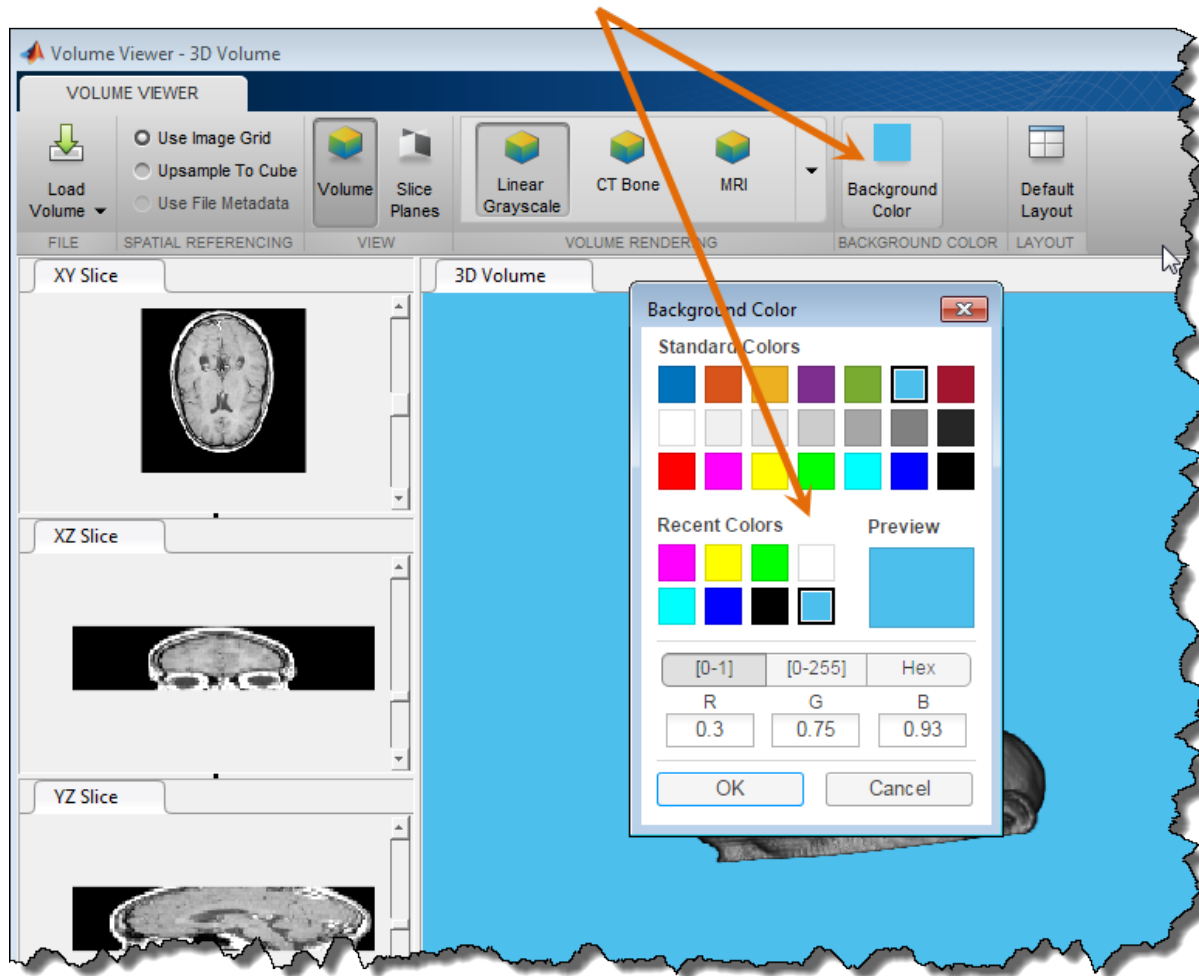 Volume Viewer - 3D Volume
VOLUME VIEWER
Load
Volume
Use Image Grid
Upsample To Cube
Use File Metadata
Volume
Slice
Planes
Linear
Grayscale
CT Bone
MRI
Background
Color
Default
Layout
FILE
SPATIAL REFERENCING
VIEW
VOLUME RENDERING
BACKGROUND COLOR
LAYOUT
XY Slice
XZ Slice
YZ Slice
3D Volume
Background Color
Standard Colors
Recent Colors
Preview
[0-1] [0-255] Hex
R G B
0.3 0.75 0.93
OK Cancel